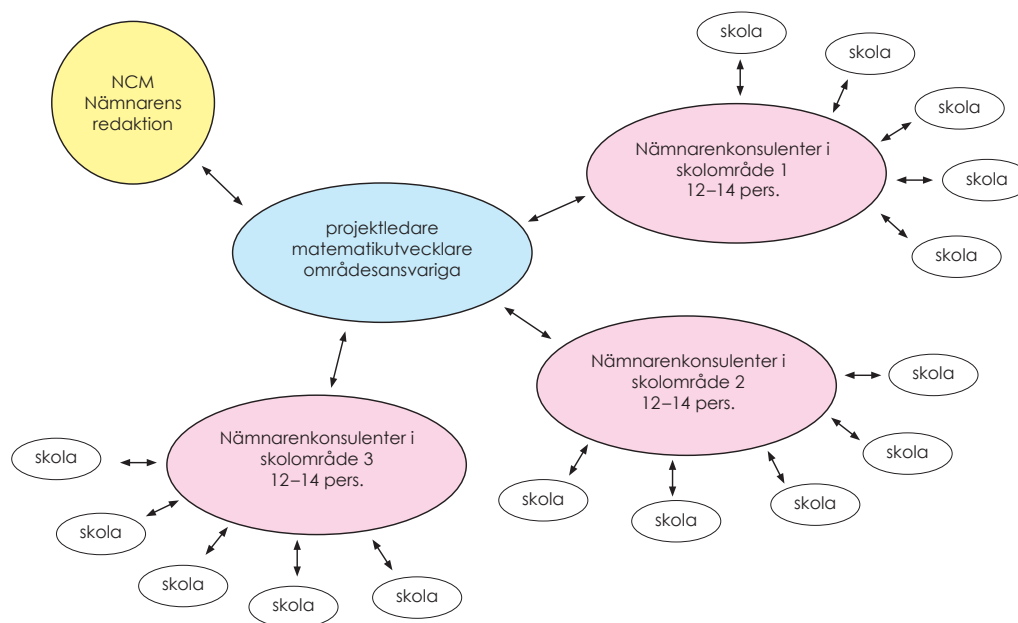 NCM
Nämnarens
redaktion
projektledare
matematikutvecklare
områdesansvariga
Nämnarenkonsulenter i
skolområde 1
12–14 pers.
skola
skola
skola
skola
skola
Nämnarenkonsulenter i
skolområde 2
12–14 pers.
skola
skola
skola
skola
skola
Nämnarenkonsulenter i
skolområde 3
12–14 pers.
skola
skola
skola
skola
skola